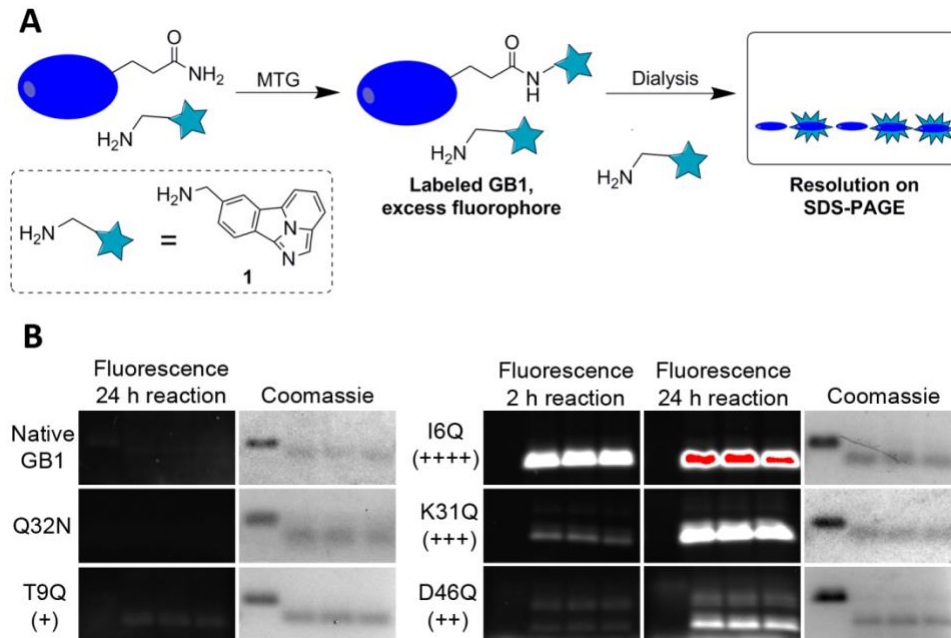 A
O
NH₂
H₂N
MTG
O
N
H
H₂N
Labeled GB1,
excess fluorophore
Dialysis
H₂N
Resolution on
SDS-PAGE
H₂N
=
H₂N
N
N
1
B
Fluorescence
24 h reaction
Coomassie
Native
GB1
Q32N
T9Q
(+)
Fluorescence
2 h reaction
Fluorescence
24 h reaction
Coomassie
I6Q
(++++)
K31Q
(+++)
D46Q
(++)